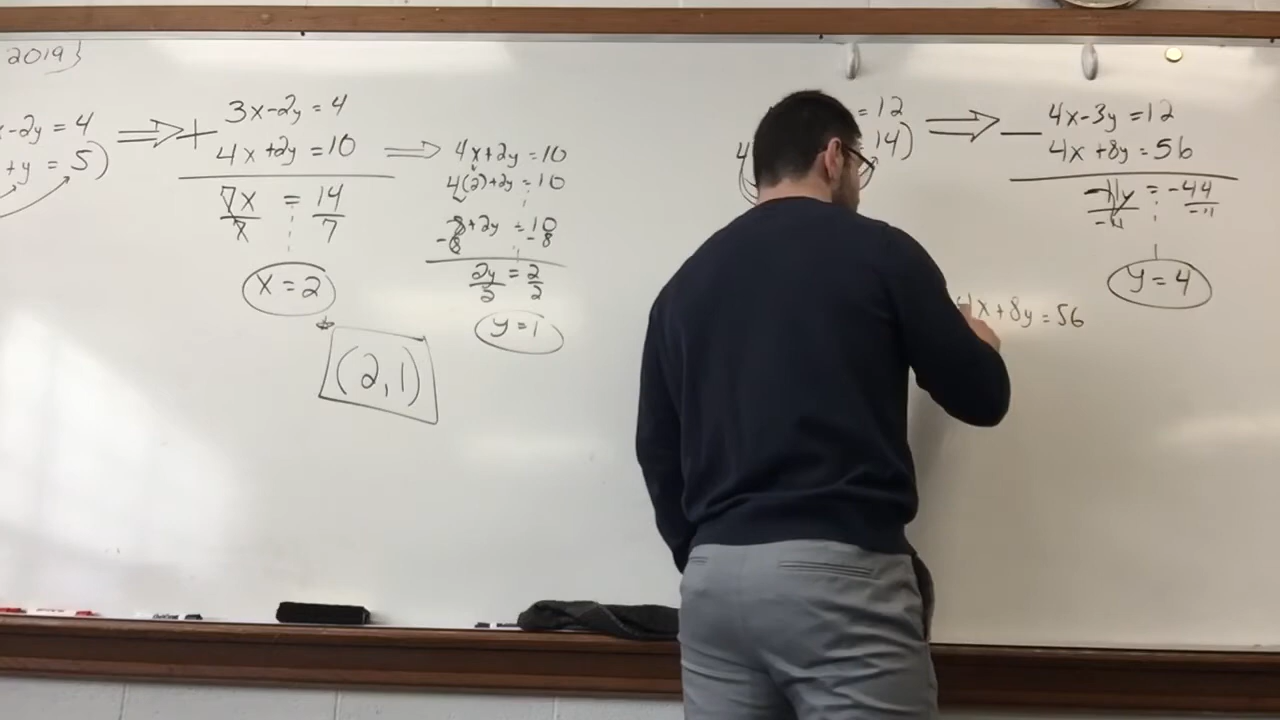 2019}
x-2y = 4
+y = 5)
3x-2y = 4
+ 4x+2y = 10
7x/7 = 14/7
x = 2
4x+2y = 10
4(2)+2y = 10
8+2y = 10
-8 -8
2y/2 = 2/2
y = 1
(2,1)
= 12
4 14)
4x-3y = 12
— 4x+8y = 56
-11y/-11 = -44/-11
y = 4
4x+8y = 56